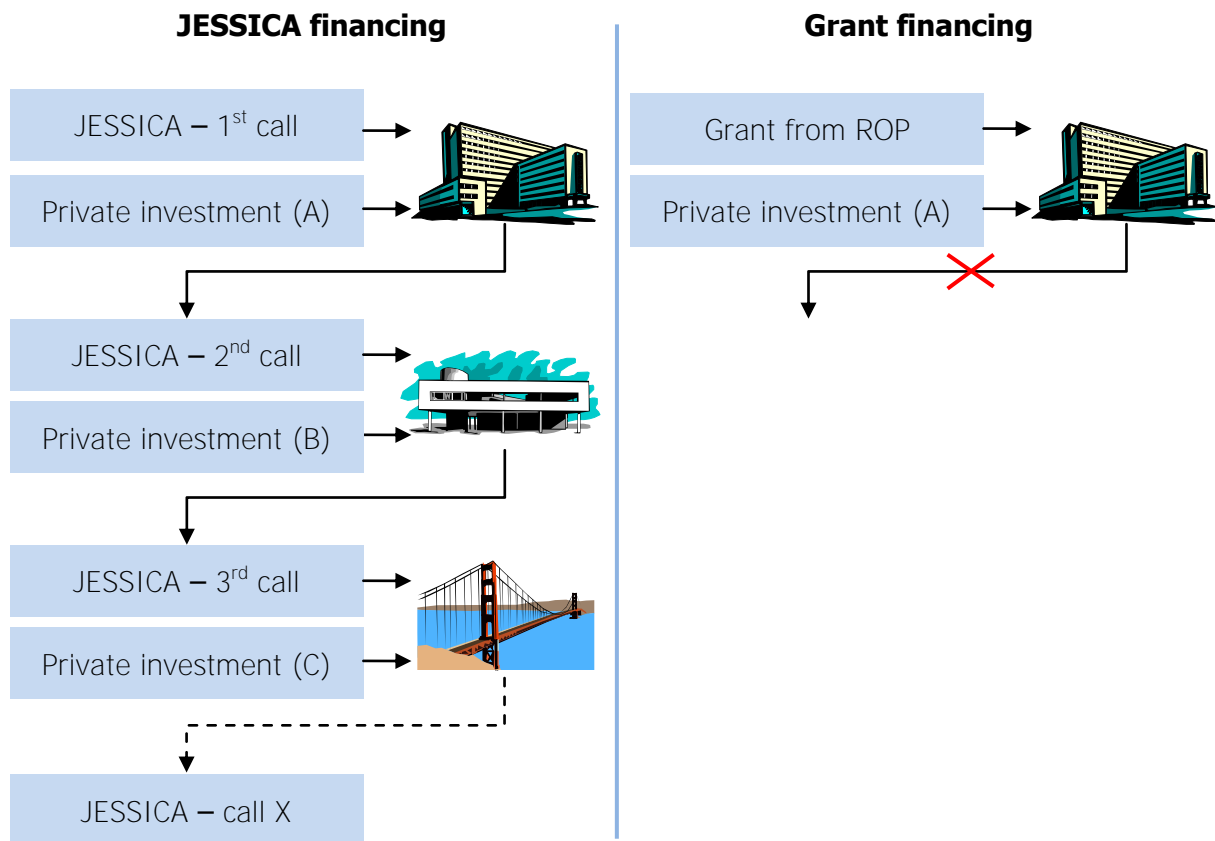 JESSICA financing
JESSICA – 1st call
Private investment (A)
JESSICA – 2nd call
Private investment (B)
JESSICA – 3rd call
Private investment (C)
JESSICA – call X
Grant financing
Grant from ROP
Private investment (A)